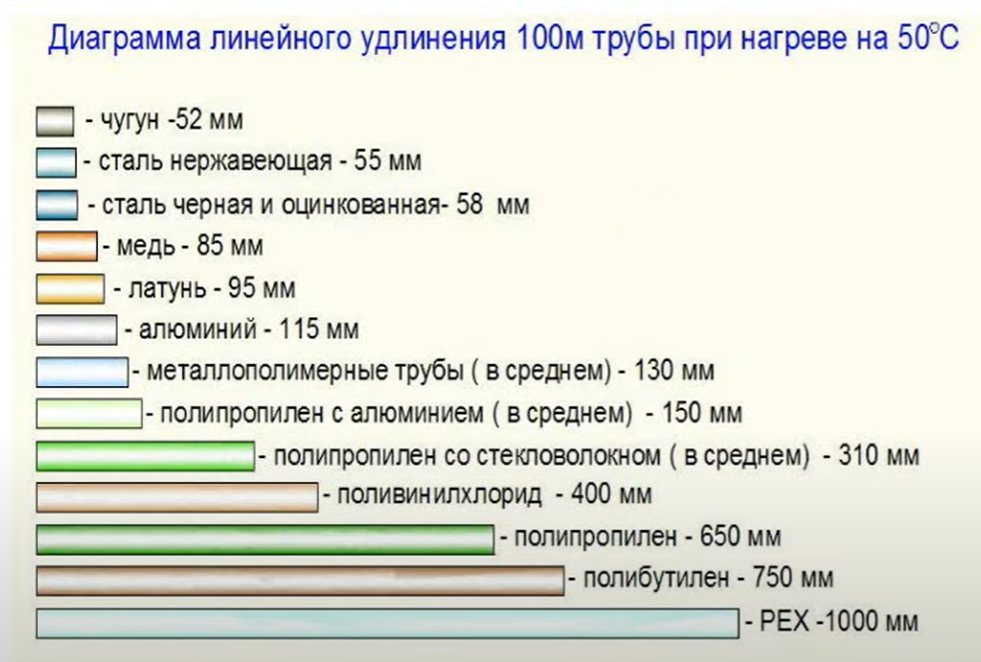 Диаграмма линейного удлинения 100м трубы при нагреве на 50°С
- чугун -52 мм
- сталь нержавеющая - 55 мм
- сталь черная и оцинкованная- 58 мм
- медь - 85 мм
- латунь - 95 мм
- алюминий - 115 мм
- металлополимерные трубы ( в среднем) - 130 мм
- полипропилен с алюминием ( в среднем) - 150 мм
- полипропилен со стекловолокном ( в среднем) - 310 мм
- поливинилхлорид - 400 мм
- полипропилен - 650 мм
- полибутилен - 750 мм
- PEX -1000 мм